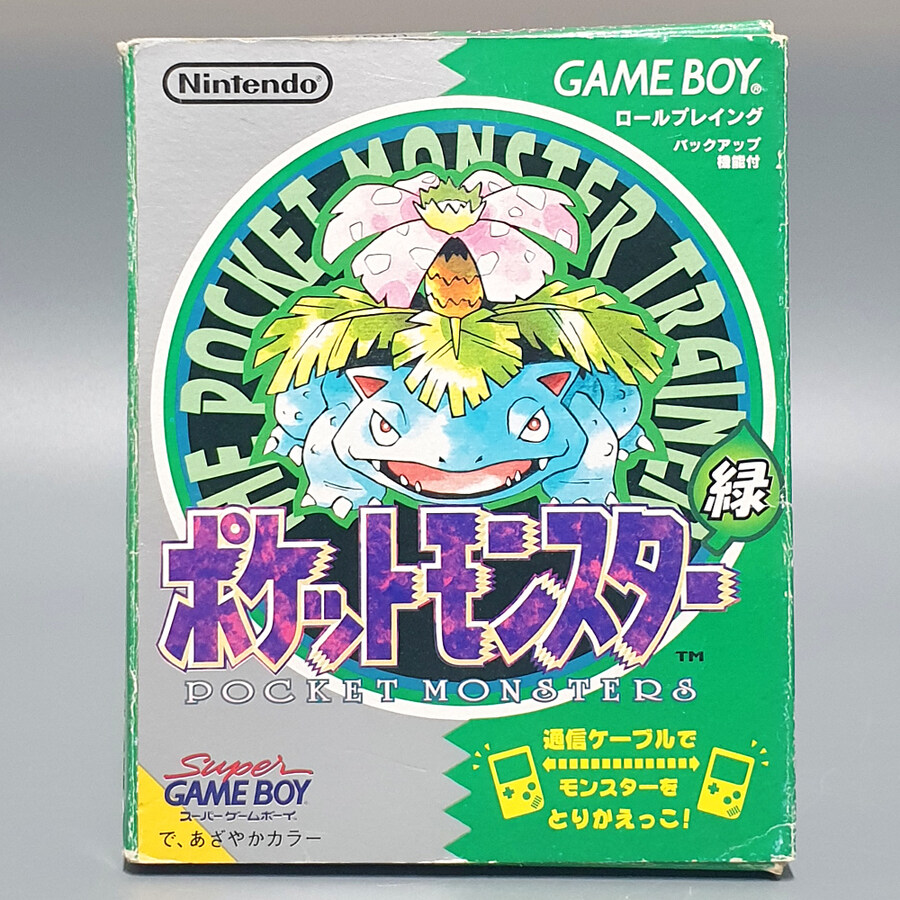 Nintendo®
GAME BOY®
ロールプレイング
バックアップ
機能付
THE POCKET MONSTER TRAINER
緑
ポケットモンスター
TM
POCKET MONSTERS
通信ケーブルで
モンスターを
とりかえっこ!
Super
GAME BOY®
スーパーゲームボーイ®
で、あざやかカラー